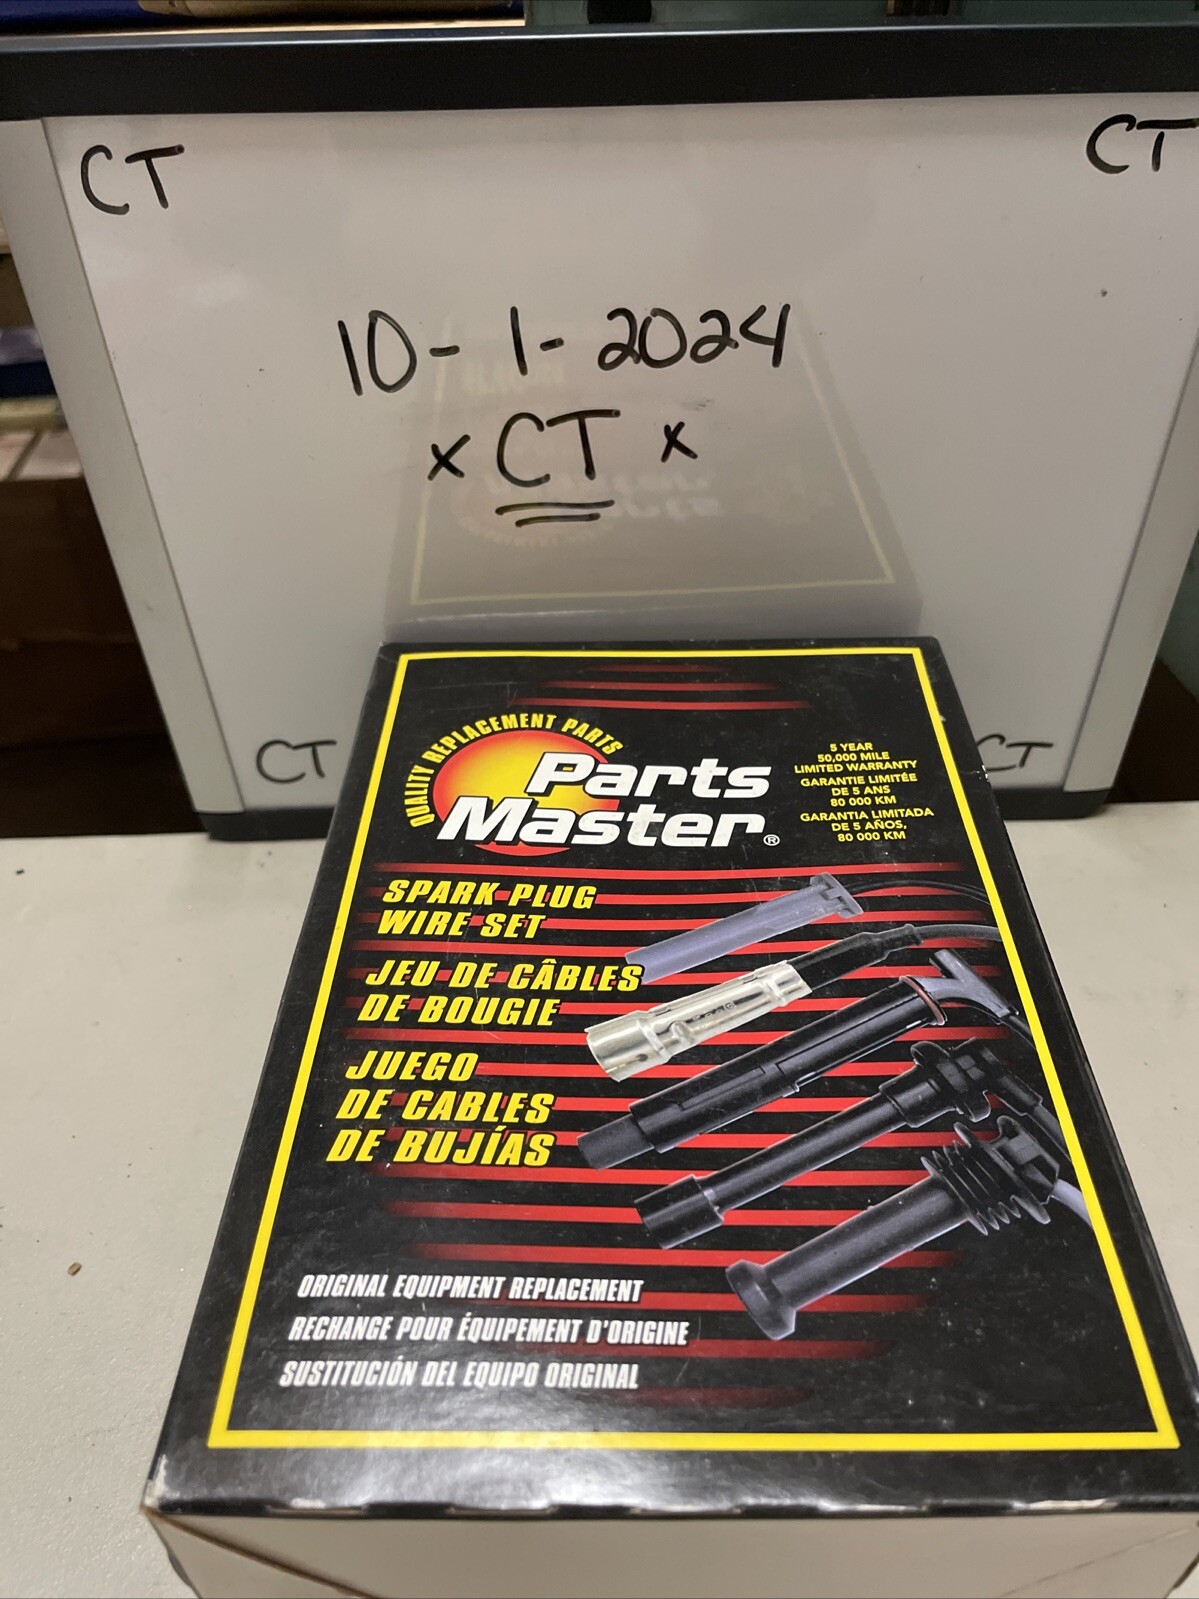 CT
CT
10-1-2024
x CT x
CT
CT
QUALITY REPLACEMENT PARTS
Parts
Master®
5 YEAR
50,000 MILE
LIMITED WARRANTY
GARANTIE LIMITÉE
DE 5 ANS
80 000 KM
GARANTIA LIMITADA
DE 5 AÑOS,
80 000 KM
SPARK PLUG
WIRE SET
JEU DE CÂBLES
DE BOUGIE
JUEGO
DE CABLES
DE BUJÍAS
ORIGINAL EQUIPMENT REPLACEMENT
RECHANGE POUR ÉQUIPEMENT D'ORIGINE
SUSTITUCIÓN DEL EQUIPO ORIGINAL